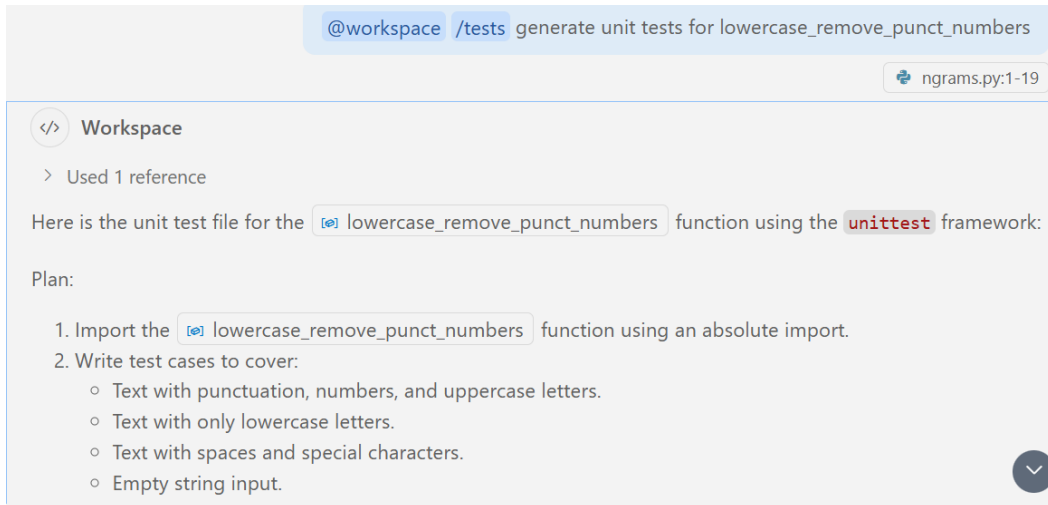 @workspace /tests generate unit tests for lowercase_remove_punct_numbers
ngrams.py:1-19
</> Workspace
> Used 1 reference
Here is the unit test file for the [ø] lowercase_remove_punct_numbers function using the unittest framework:
Plan:
1. Import the [ø] lowercase_remove_punct_numbers function using an absolute import.
2. Write test cases to cover:
○ Text with punctuation, numbers, and uppercase letters.
○ Text with only lowercase letters.
○ Text with spaces and special characters.
○ Empty string input.